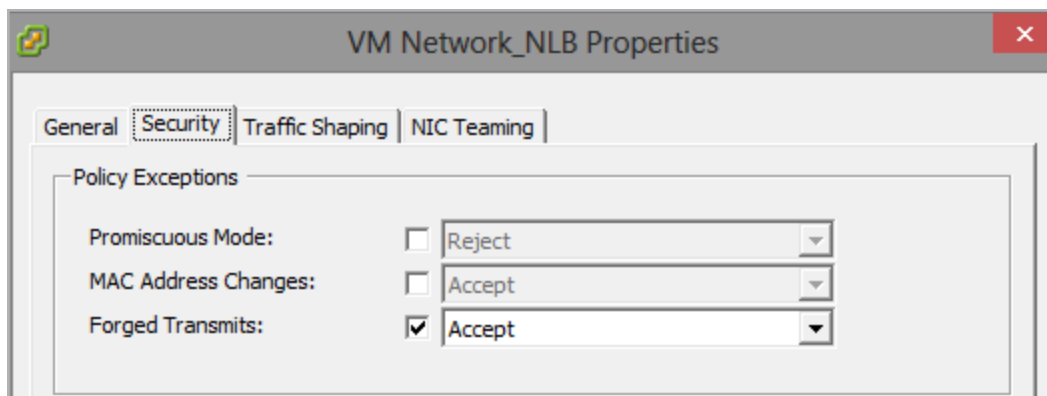 VM Network_NLB Properties
General Security Traffic Shaping NIC Teaming
Policy Exceptions
Promiscuous Mode: Reject
MAC Address Changes: Accept
Forged Transmits: Accept